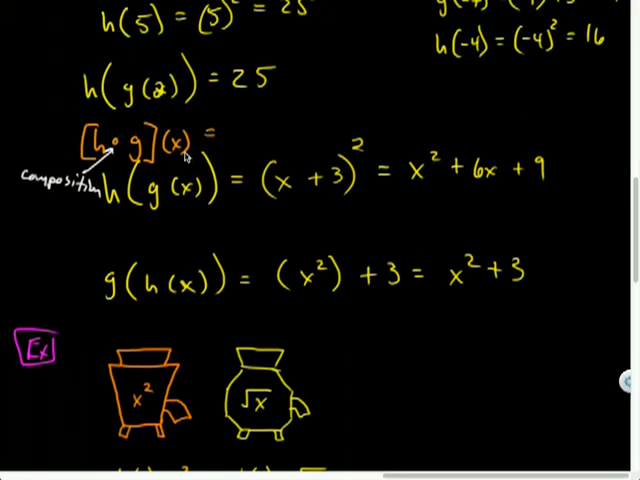 h(5) = (5)² = 25
h(-4) = (-4)² = 16
h(g(2)) = 25
[h∘g](x) =
composition
h(g(x)) = (x + 3)² = x² + 6x + 9
g(h(x)) = (x²) + 3 = x² + 3
Ex
x² √x